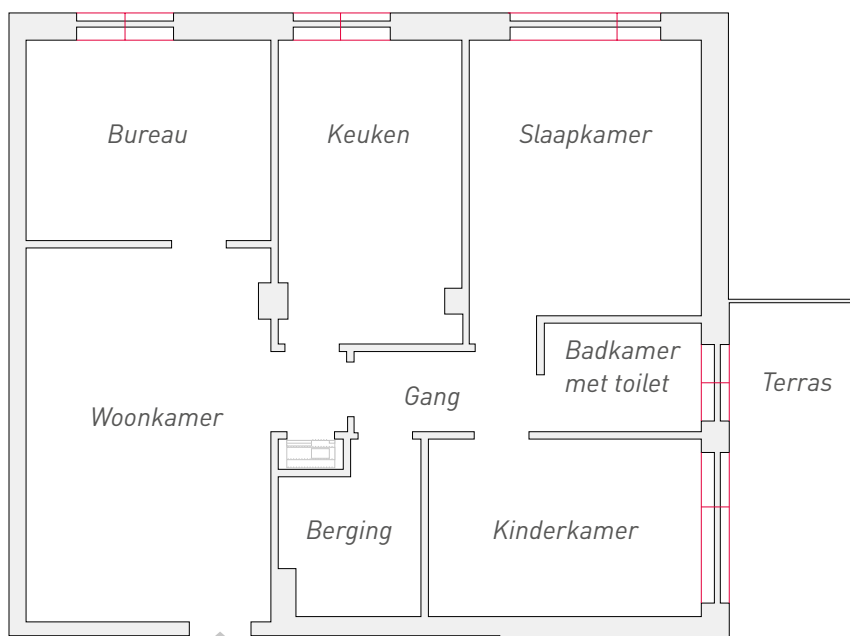 Bureau
Keuken
Slaapkamer
Badkamer
met toilet
Terras
Gang
Woonkamer
Berging
Kinderkamer